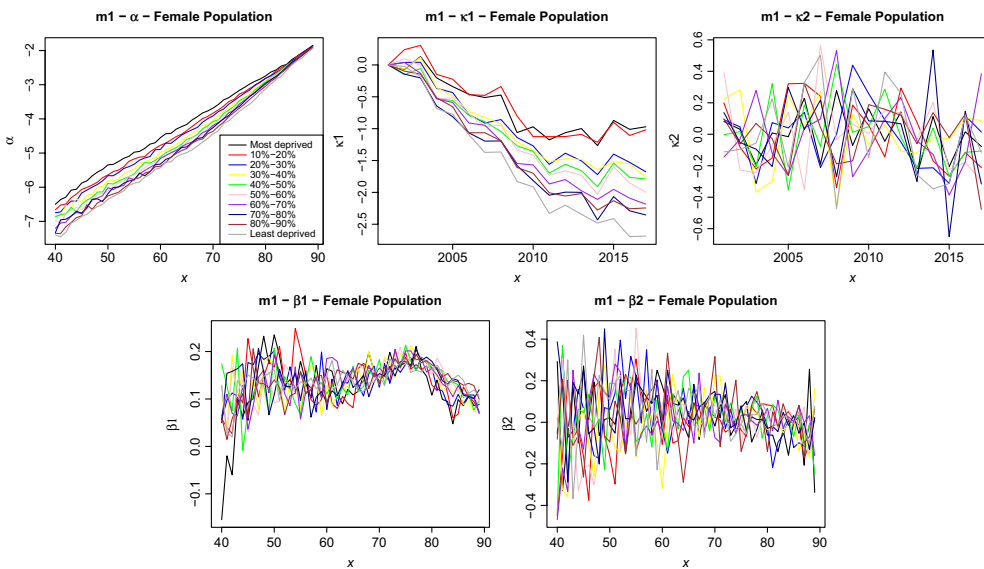 m1 − α − Female Population
α
−2
−3
−4
−5
−6
−7
40 50 60 70 80 90
x
Most deprived
10%−20%
20%−30%
30%−40%
40%−50%
50%−60%
60%−70%
70%−80%
80%−90%
Least deprived
m1 − κ1 − Female Population
κ1
0.0
−0.5
−1.0
−1.5
−2.0
−2.5
2005 2010 2015
x
m1 − κ2 − Female Population
κ2
0.6
0.4
0.2
0.0
−0.2
−0.4
−0.6
2005 2010 2015
x
m1 − β1 − Female Population
β1
0.2
0.1
0.0
−0.1
40 50 60 70 80 90
x
m1 − β2 − Female Population
β2
0.4
0.2
0.0
−0.2
−0.4
40 50 60 70 80 90
x